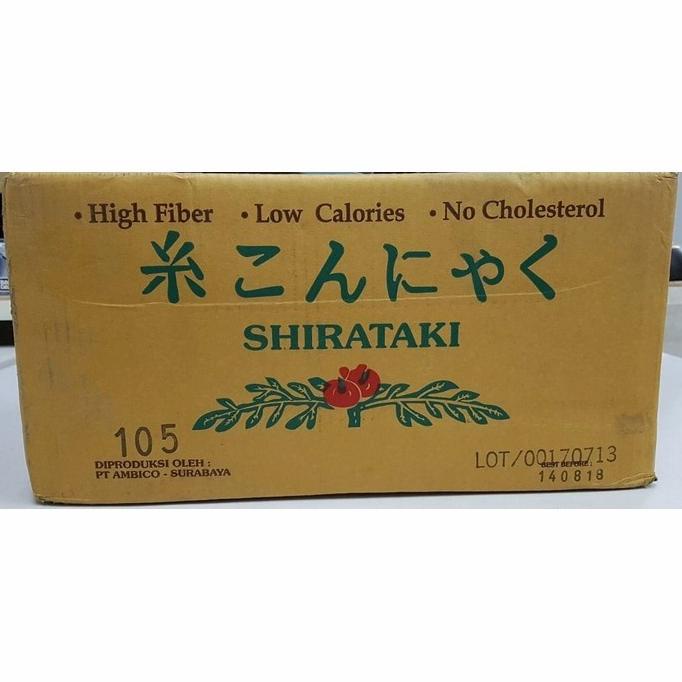 • High Fiber • Low Calories • No Cholesterol
糸こんにゃく
SHIRATAKI
105
DIPRODUKSI OLEH :
PT AMBICO - SURABAYA
LOT/00170713
BEST BEFORE :
140818